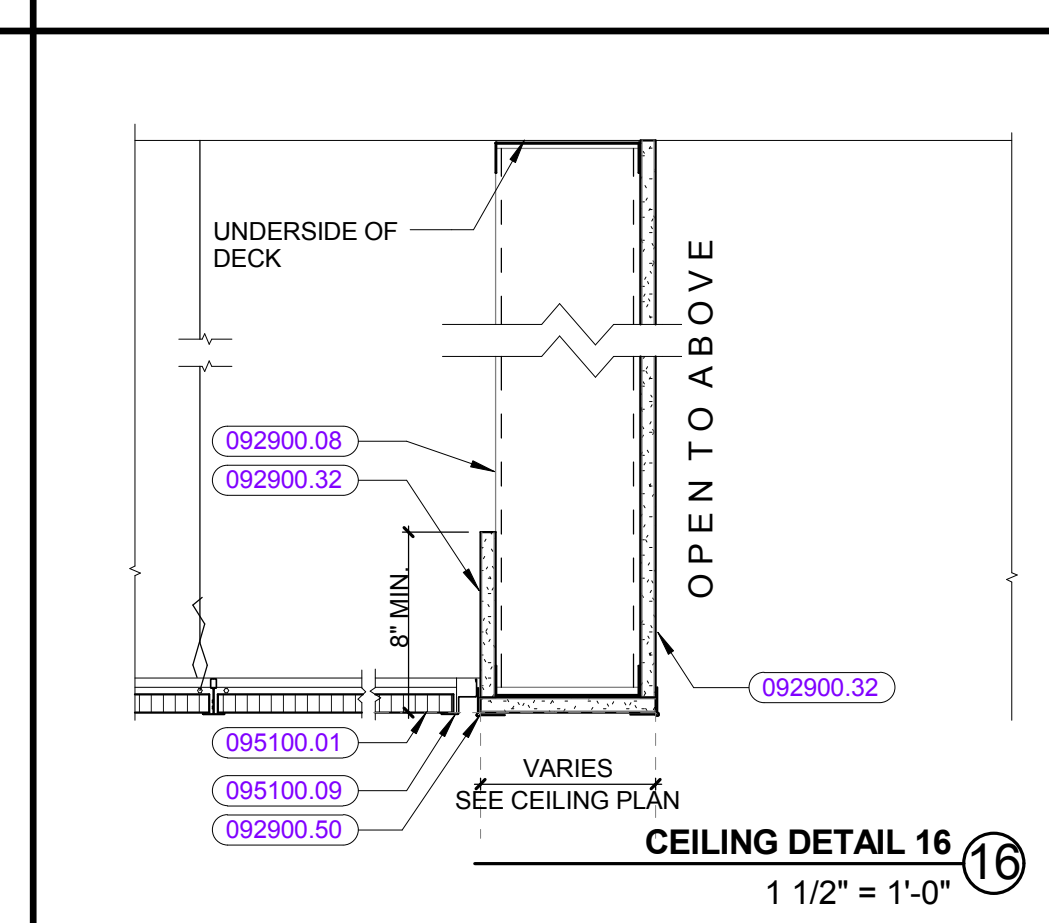 UNDERSIDE OF
DECK
OPEN TO ABOVE
092900.08
092900.32
8" MIN.
092900.32
095100.01
095100.09
092900.50
VARIES
SEE CEILING PLAN
CEILING DETAIL 16
16
1 1/2" = 1'-0"